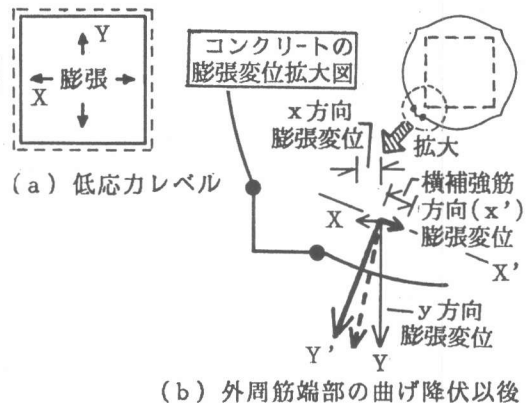 Y
X
膨張
(a) 低応力レベル
コンクリートの
膨張変位拡大図
x方向
膨張変位
拡大
横補強筋
方向(x')
膨張変位
X
X'
y方向
膨張変位
Y'
Y
(b) 外周筋端部の曲げ降伏以後